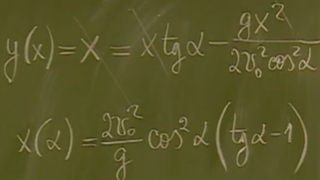 y(x) = x = x tg α − gx² / 2v₀² cos² α
x(α) = 2v₀² / g cos² α (tg α − 1)